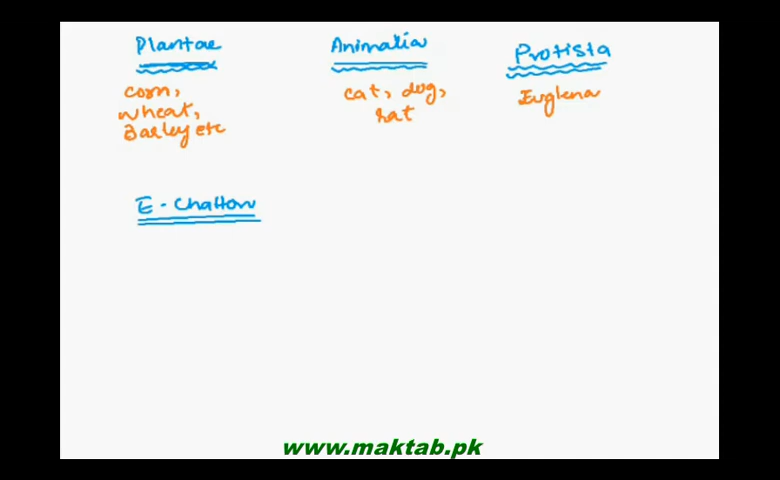 Plantae
Animalia
Protista
corn,
wheat,
Barley etc
cat, dog,
rat
Euglena
E - Chatton
www.maktab.pk